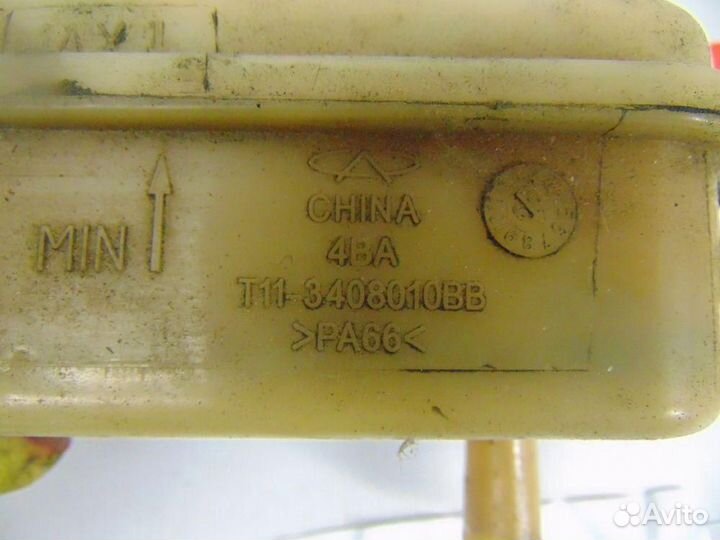 MIN
CHINA
4BA
T11-3408010BB
>PA66<
Avito